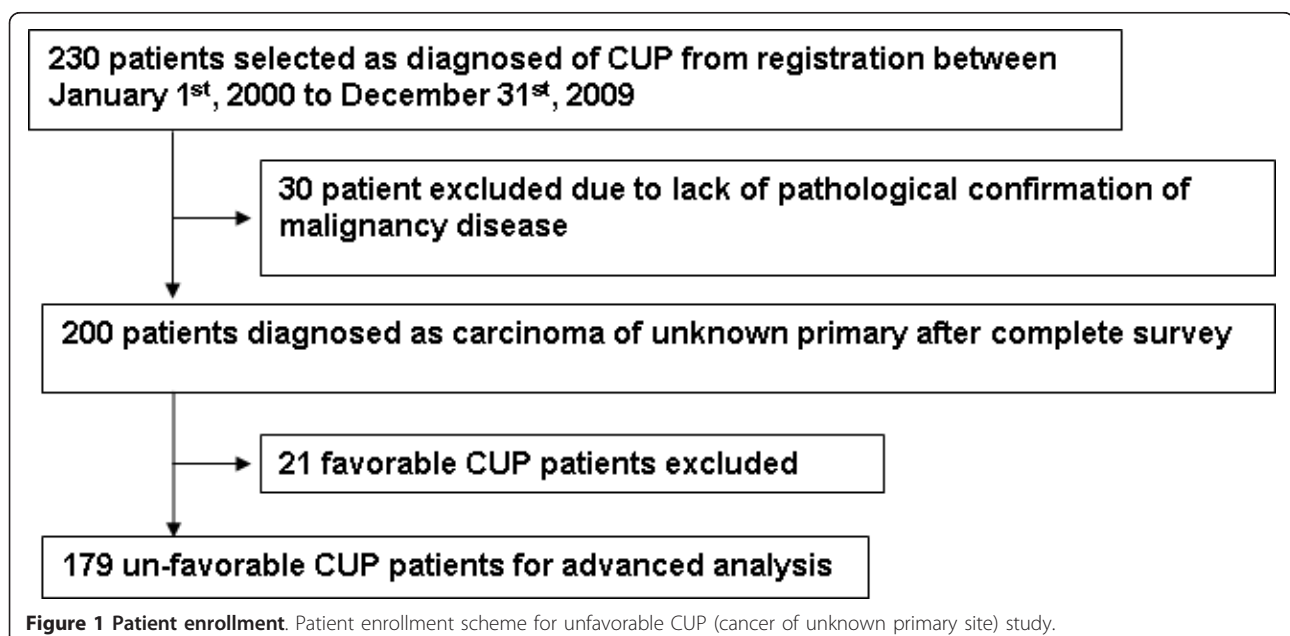 230 patients selected as diagnosed of CUP from registration between
January 1st, 2000 to December 31st, 2009
30 patient excluded due to lack of pathological confirmation of
malignancy disease
200 patients diagnosed as carcinoma of unknown primary after complete survey
21 favorable CUP patients excluded
179 un-favorable CUP patients for advanced analysis
Figure 1 Patient enrollment. Patient enrollment scheme for unfavorable CUP (cancer of unknown primary site) study.